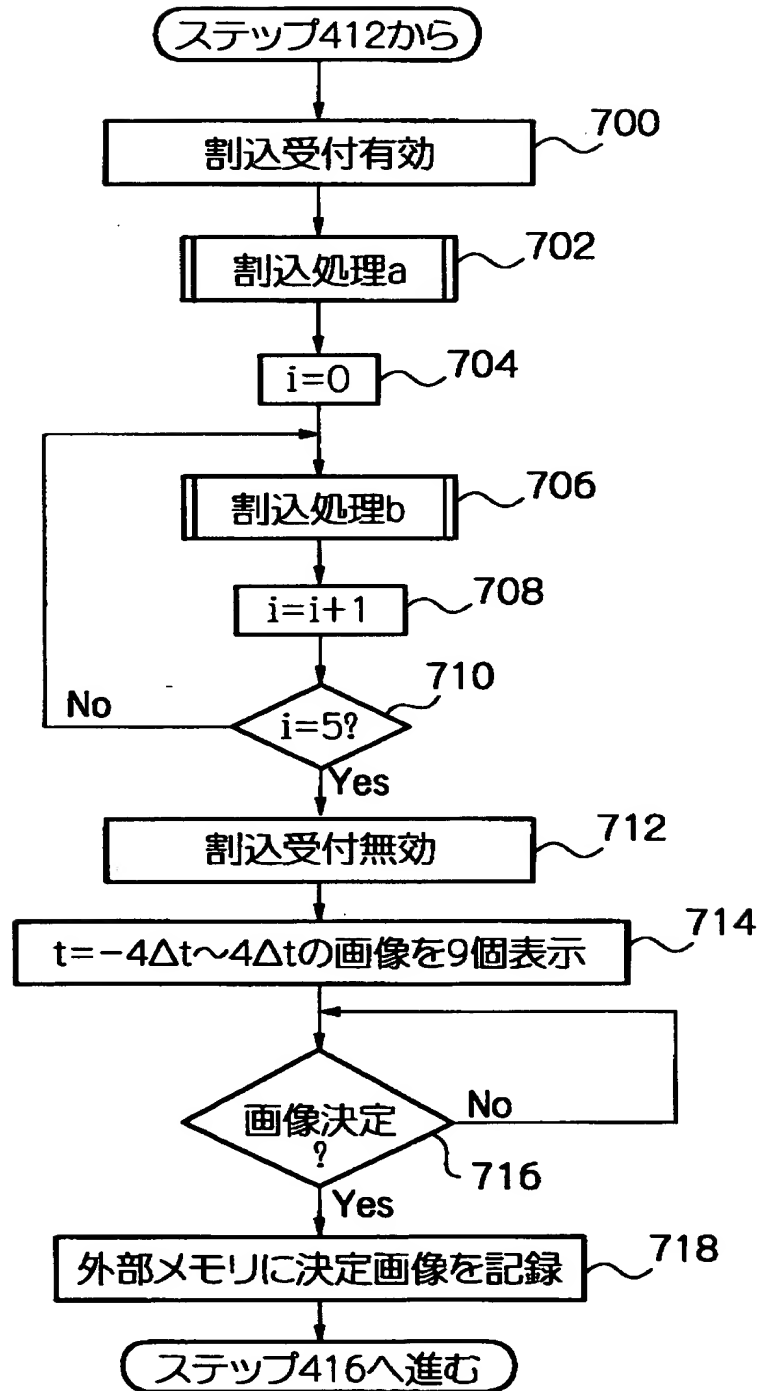 ステップ412から
割込受付有効
700
割込処理a
702
i=0
704
割込処理b
706
i=i+1
708
710
i=5?
No
Yes
割込受付無効
712
t=-4Δt〜4Δtの画像を9個表示
714
画像決定
?
No
716
Yes
外部メモリに決定画像を記録
718
ステップ416へ進む